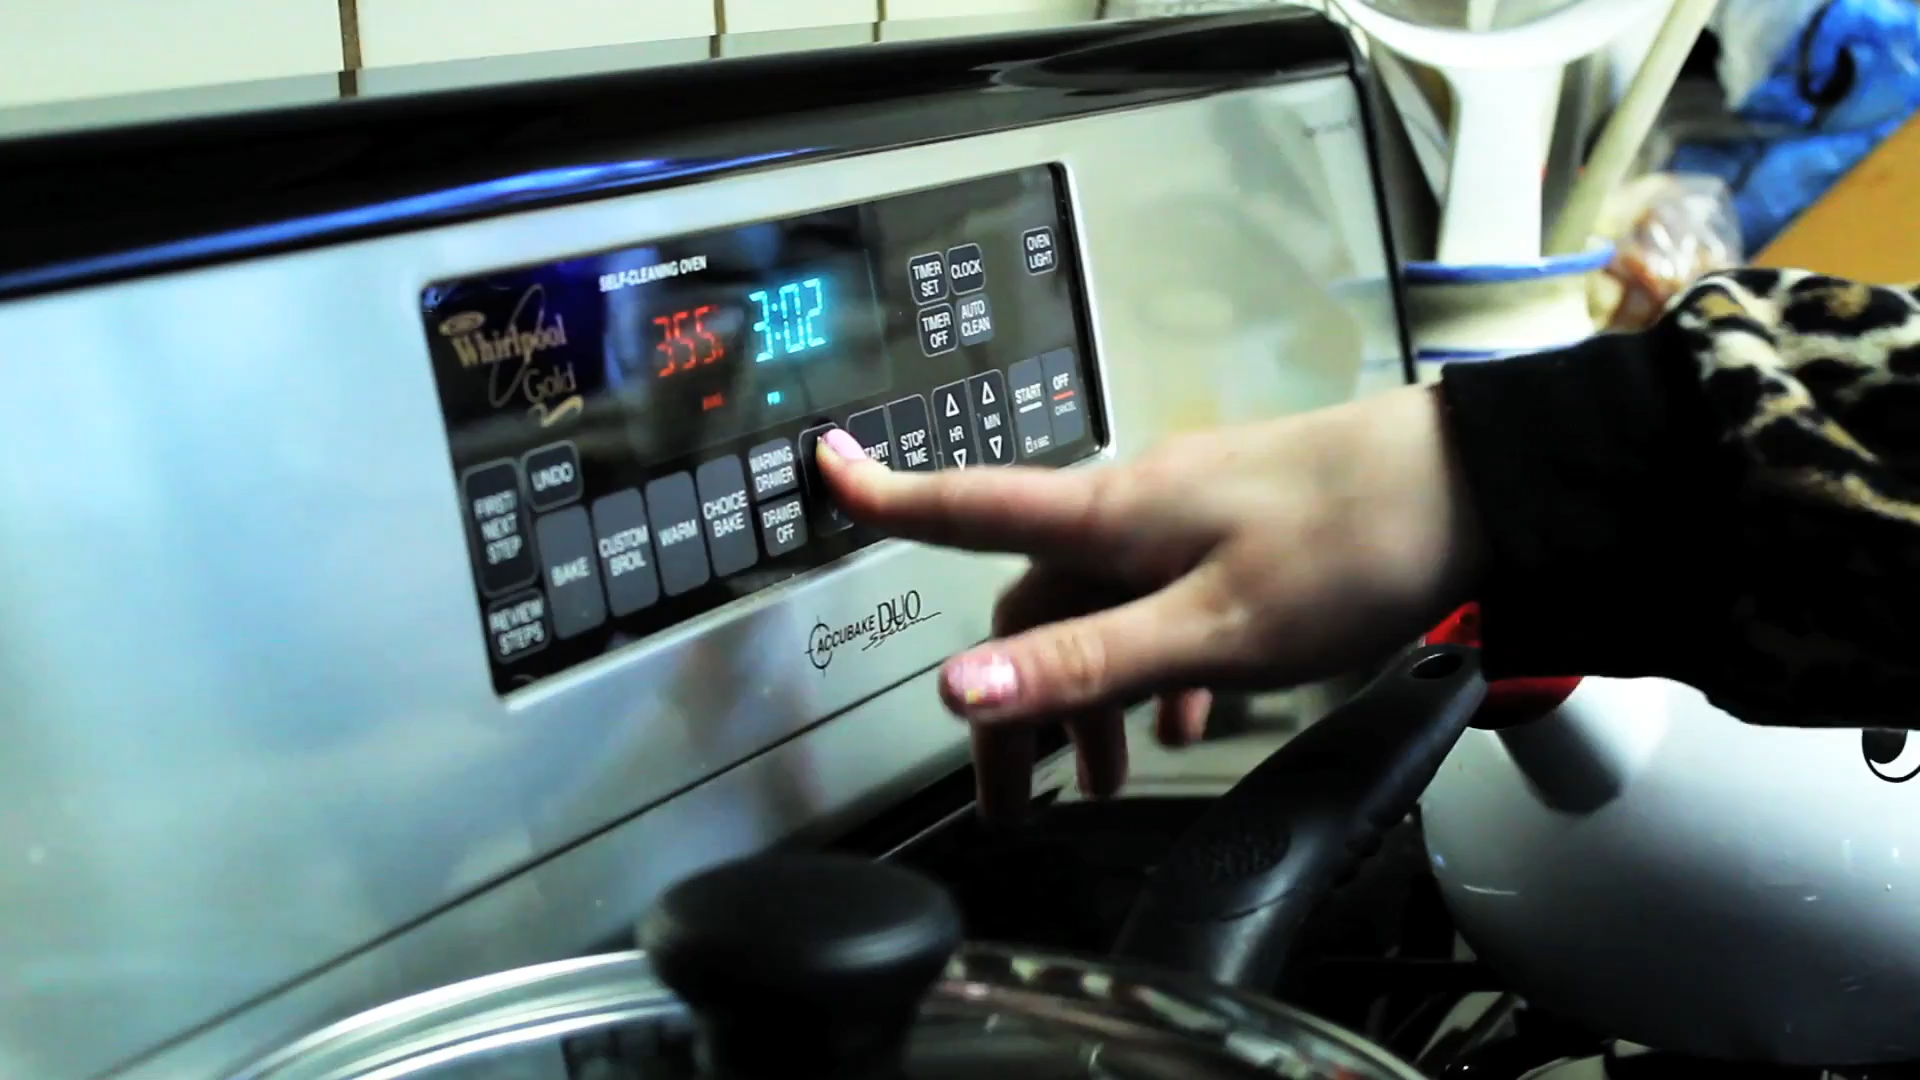 SELF-CLEANING OVEN
Whirlpool
Gold
355°
3:02
TIMER
SET
CLOCK
OVEN
LIGHT
TIMER
OFF
AUTO
CLEAN
FIRST/
NEXT
STEP
UNDO
BAKE
CUSTOM
BROIL
WARM
CHOICE
BAKE
WARMING
DRAWER
DRAWER
OFF
STOP
TIME
HR
MIN
START
OFF
CANCEL
REVIEW
STEPS
ACCUBAKE DUO
System